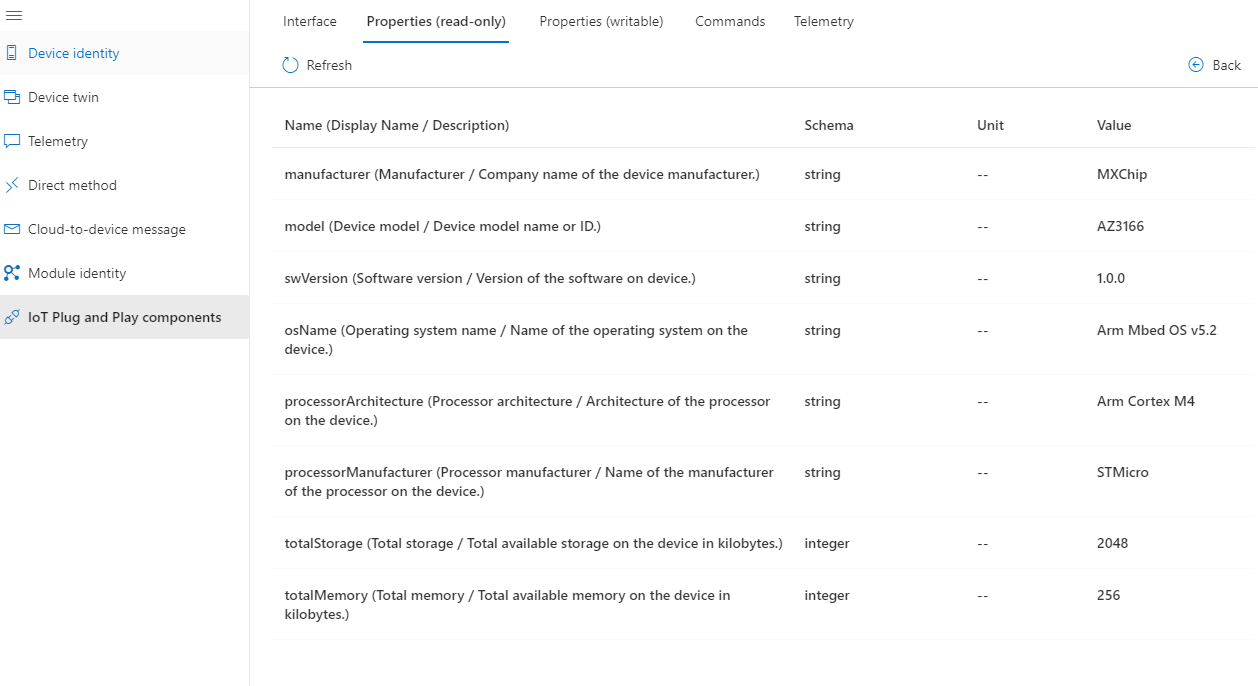 Interface Properties (read-only) Properties (writable) Commands Telemetry
Device identity
Refresh Back
Device twin
Telemetry
Direct method
Cloud-to-device message
Module identity
IoT Plug and Play components
Name (Display Name / Description) Schema Unit Value
manufacturer (Manufacturer / Company name of the device manufacturer.) string -- MXChip
model (Device model / Device model name or ID.) string -- AZ3166
swVersion (Software version / Version of the software on device.) string -- 1.0.0
osName (Operating system name / Name of the operating system on the string -- Arm Mbed OS v5.2
device.)
processorArchitecture (Processor architecture / Architecture of the processor string -- Arm Cortex M4
on the device.)
processorManufacturer (Processor manufacturer / Name of the manufacturer string -- STMicro
of the processor on the device.)
totalStorage (Total storage / Total available storage on the device in kilobytes.) integer -- 2048
totalMemory (Total memory / Total available memory on the device in integer -- 256
kilobytes.)